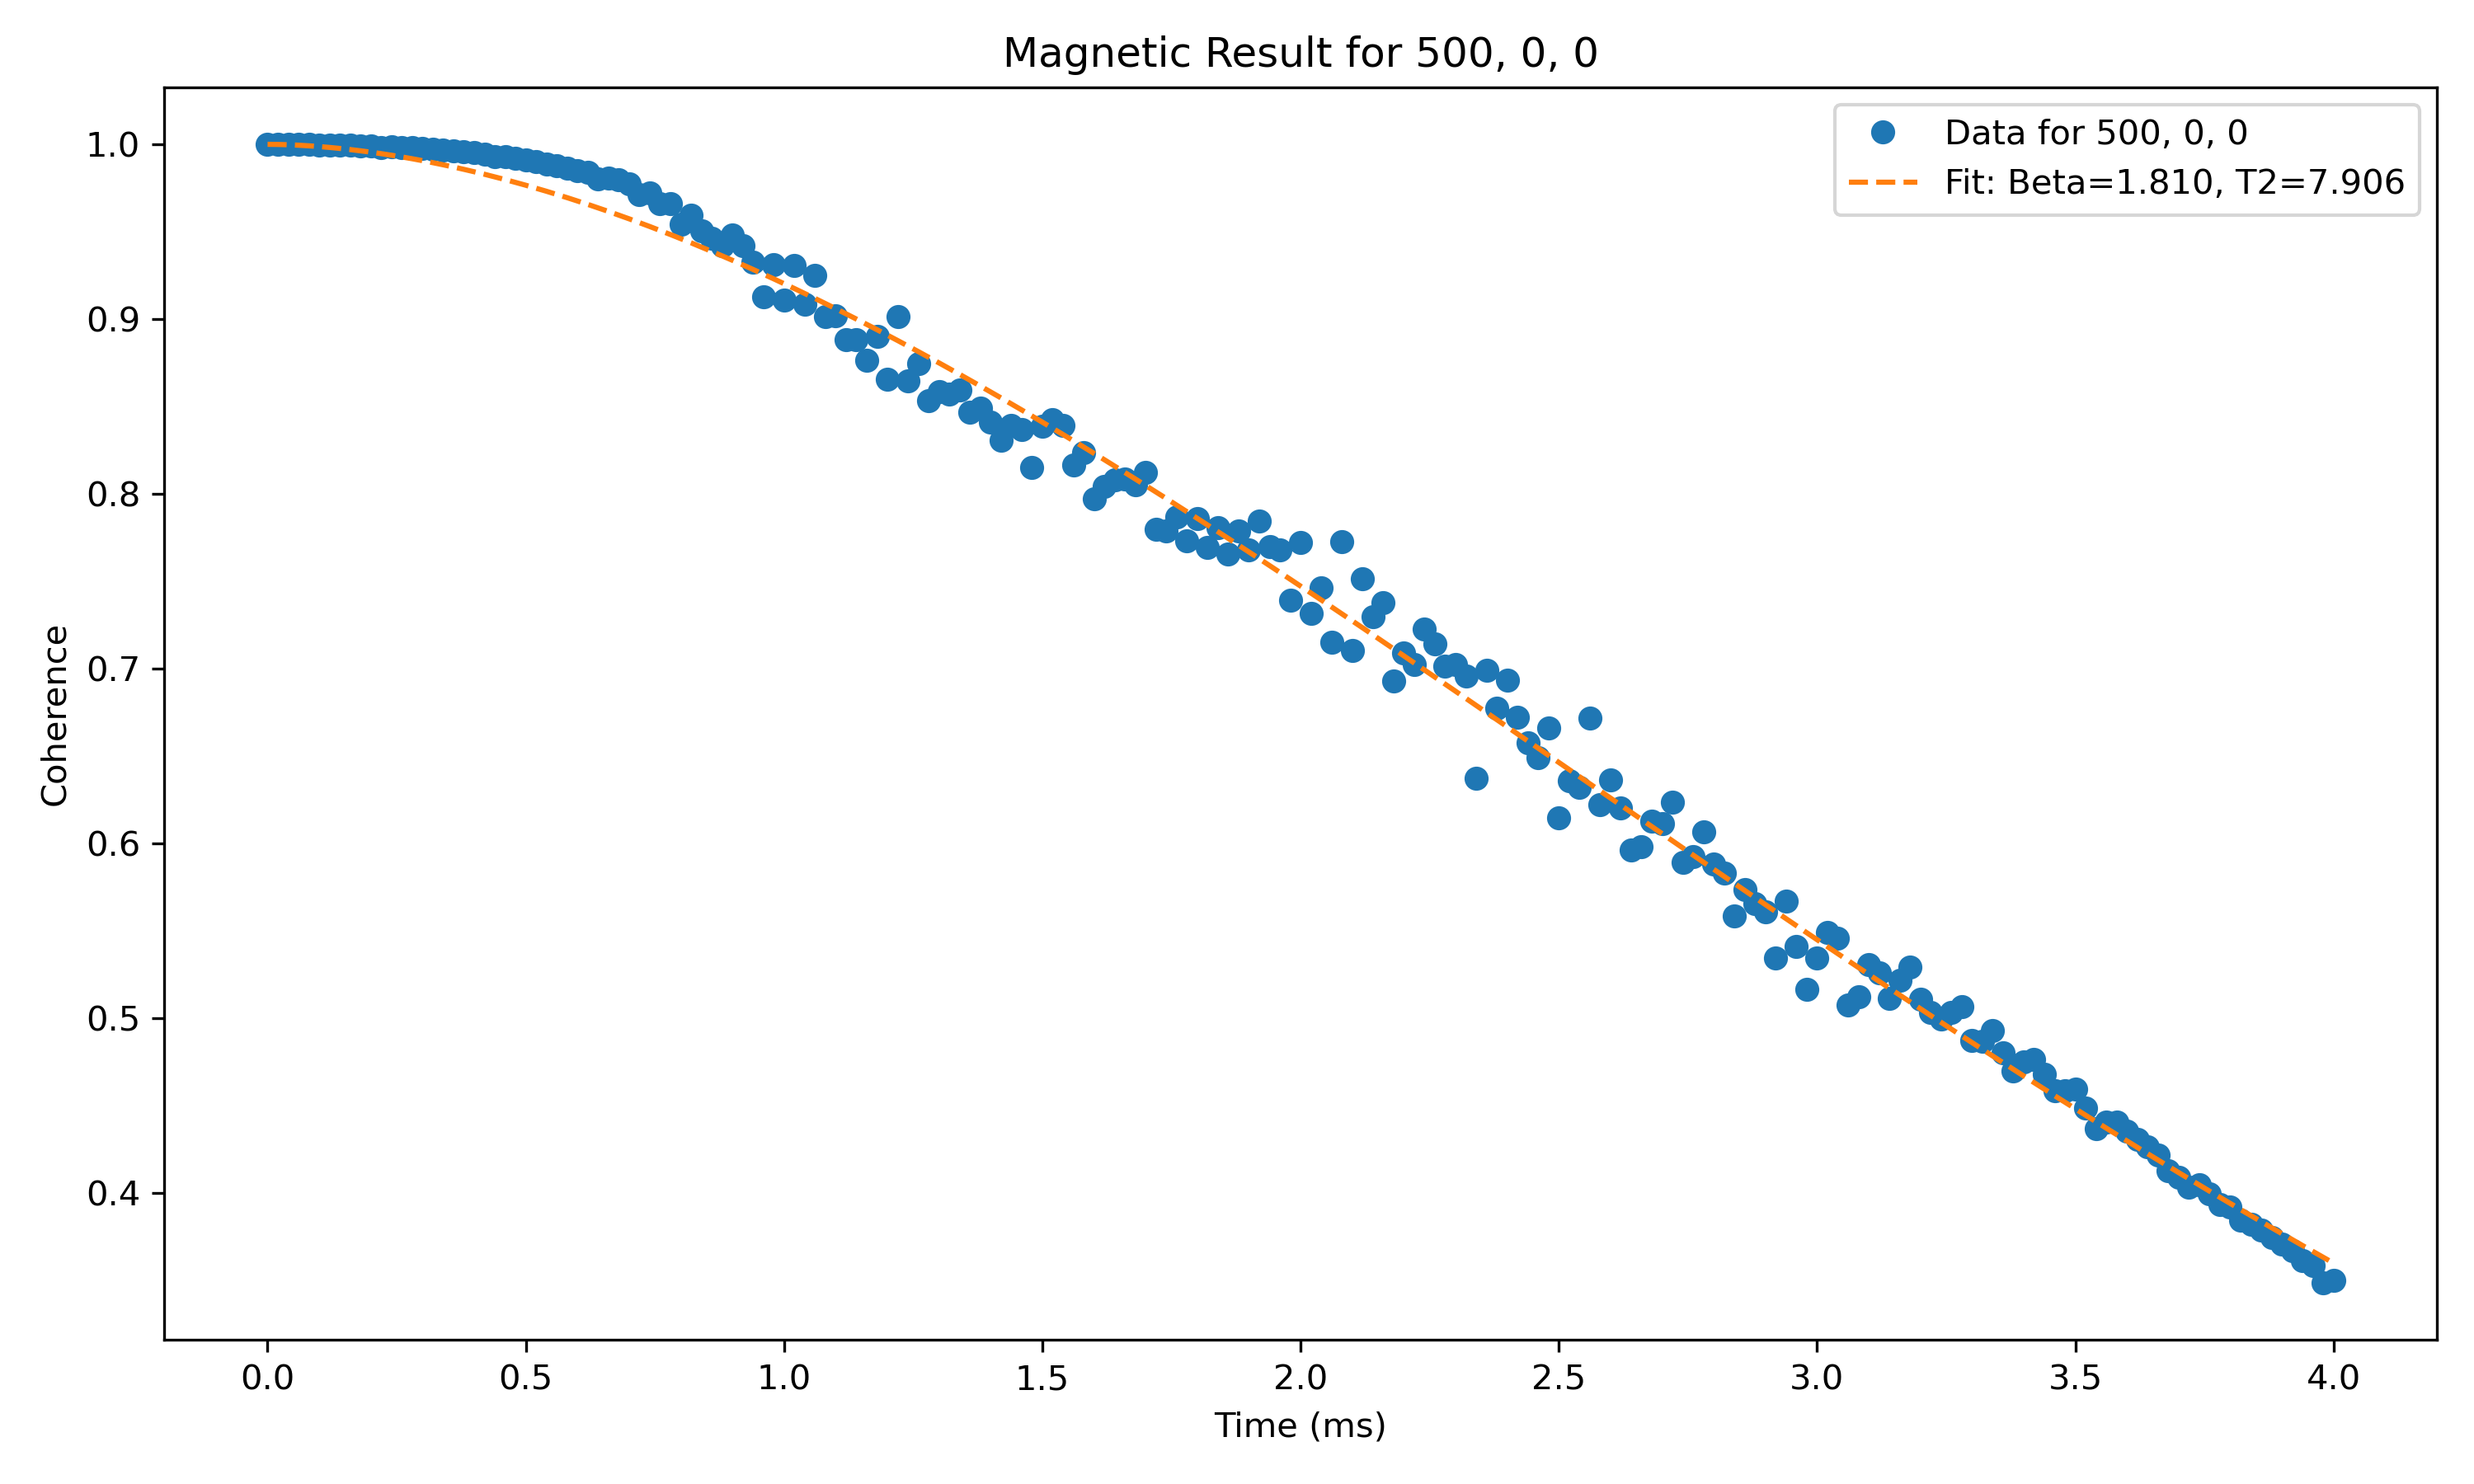 Magnetic Result for 500, 0, 0
Data for 500, 0, 0
Fit: Beta=1.810, T2=7.906
Coherence
1.0
0.9
0.8
0.7
0.6
0.5
0.4
0.0 0.5 1.0 1.5 2.0 2.5 3.0 3.5 4.0
Time (ms)